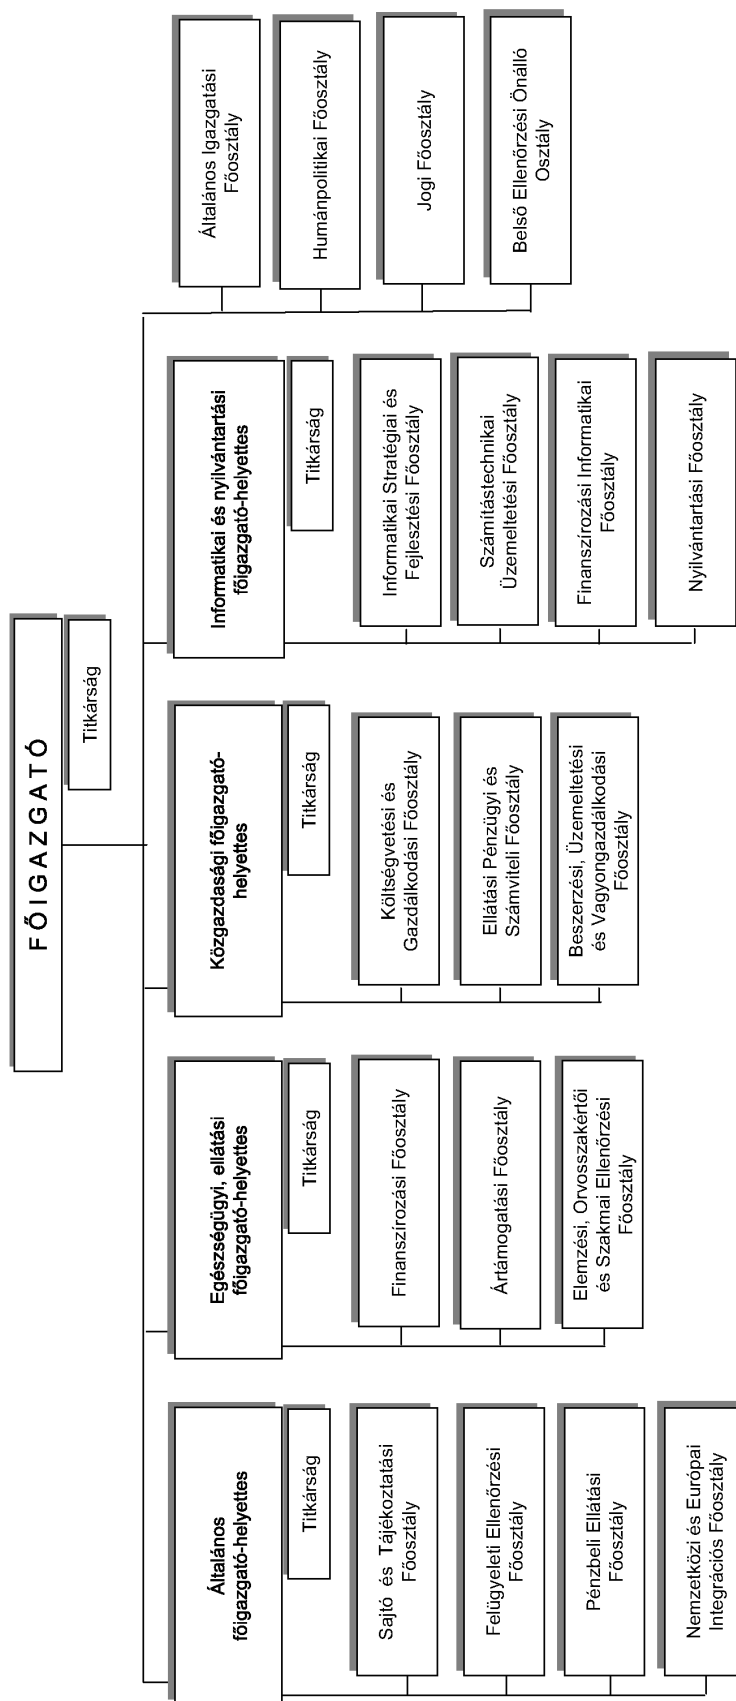 FŐIGAZGATÓ
Titkárság
Általános
főigazgató-helyettes
Titkárság
Sajtó és Tájékoztatási
Főosztály
Felügyeleti Ellenőrzési
Főosztály
Pénzbeli Ellátási
Főosztály
Nemzetközi és Európai
Integrációs Főosztály
Egészségügyi, ellátási
főigazgató-helyettes
Titkárság
Finanszírozási Főosztály
Ártámogatási Főosztály
Elemzési, Orvosszakértői
és Szakmai Ellenőrzési
Főosztály
Közgazdasági főigazgató-
helyettes
Titkárság
Költségvetési és
Gazdálkodási Főosztály
Ellátási Pénzügyi és
Számviteli Főosztály
Beszerzési, Üzemeltetési
és Vagyongazdálkodási
Főosztály
Informatikai és nyilvántartási
főigazgató-helyettes
Titkárság
Informatikai Stratégiai és
Fejlesztési Főosztály
Számítástechnikai
Üzemeltetési Főosztály
Finanszírozási Informatikai
Főosztály
Nyilvántartási Főosztály
Általános Igazgatási
Főosztály
Humánpolitikai Főosztály
Jogi Főosztály
Belső Ellenőrzési Önálló
Osztály